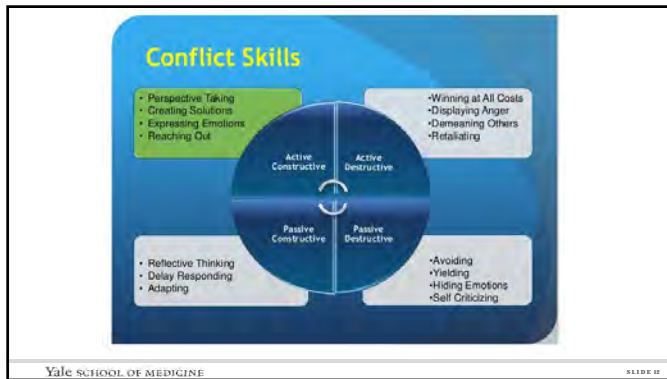 Conflict Skills
• Perspective Taking
• Creating Solutions
• Expressing Emotions
• Reaching Out
•Winning at All Costs
•Displaying Anger
•Demeaning Others
•Retaliating
Active
Constructive
Active
Destructive
Passive
Constructive
Passive
Destructive
• Reflective Thinking
• Delay Responding
• Adapting
•Avoiding
•Yielding
•Hiding Emotions
•Self Criticizing
Yale SCHOOL OF MEDICINE
SLIDE